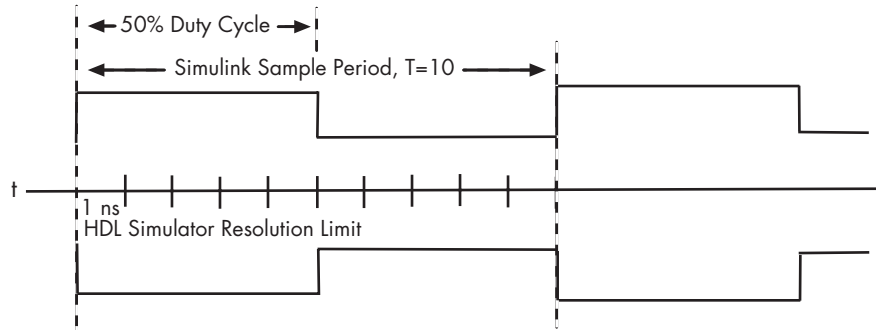 50% Duty Cycle
Simulink Sample Period, T=10
t
1 ns
HDL Simulator Resolution Limit